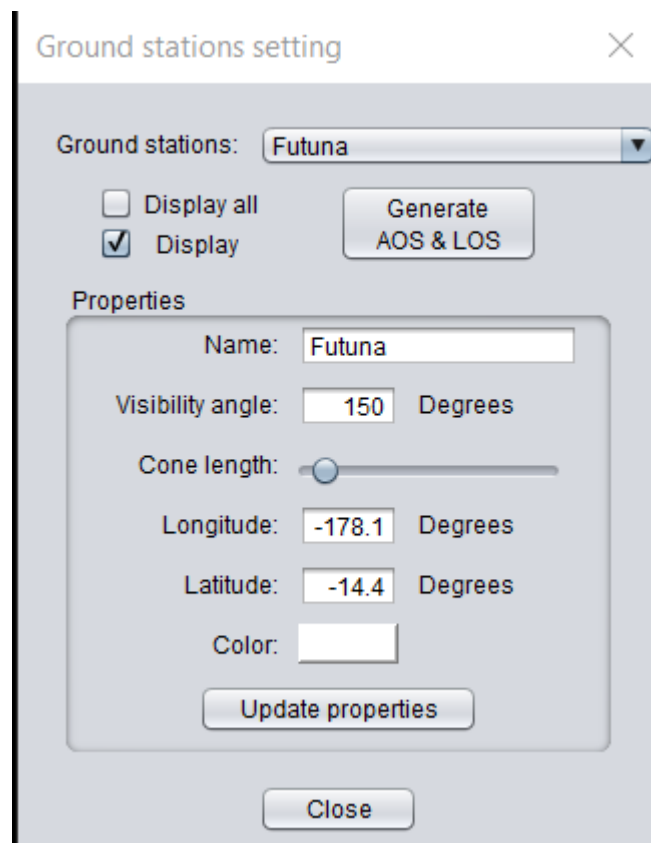 Ground stations setting
Ground stations: Futuna
Display all
Display
Generate
AOS & LOS
Properties
Name: Futuna
Visibility angle: 150 Degrees
Cone length:
Longitude: -178.1 Degrees
Latitude: -14.4 Degrees
Color:
Update properties
Close